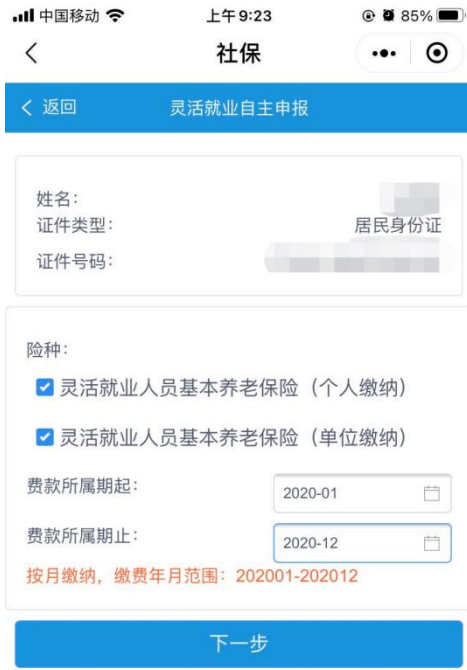 中国移动 上午9:23 85%
社保
返回 灵活就业自主申报
姓名：
证件类型： 居民身份证
证件号码：
险种：
灵活就业人员基本养老保险（个人缴纳）
灵活就业人员基本养老保险（单位缴纳）
费款所属期起： 2020-01
费款所属期止： 2020-12
按月缴纳，缴费年月范围：202001-202012
下一步